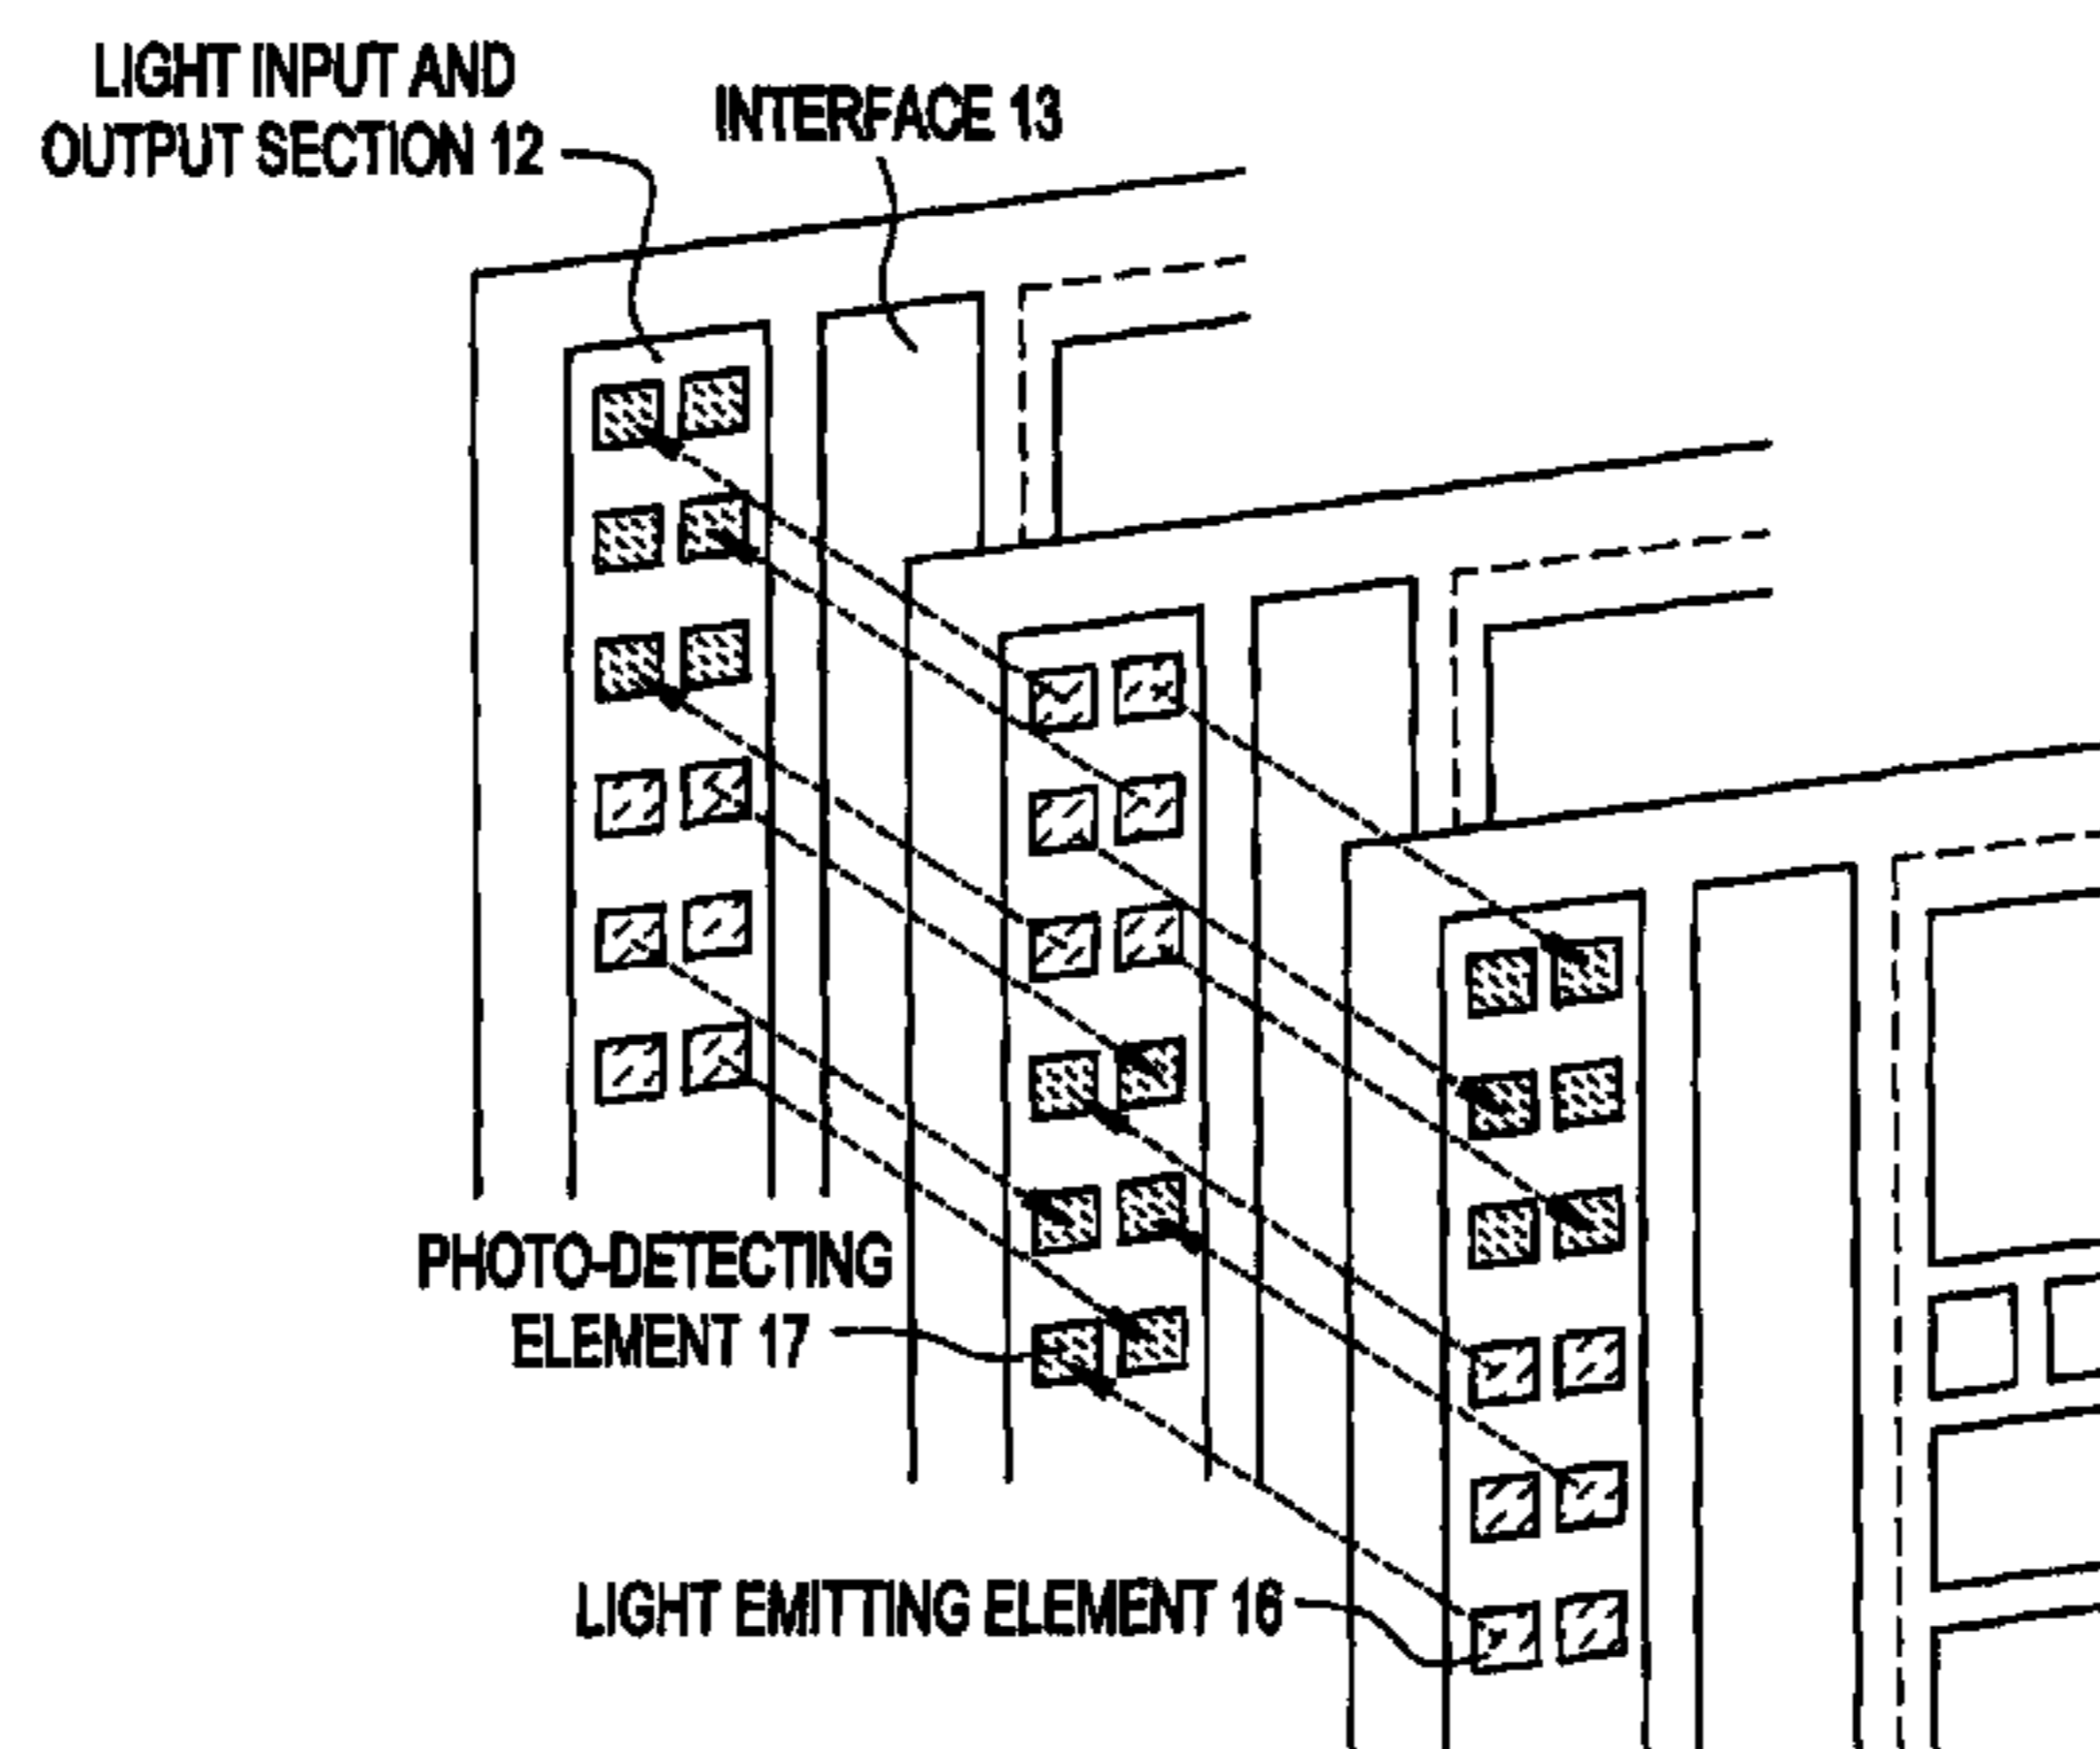 LIGHT INPUT AND
OUTPUT SECTION 12
INTERFACE 13
PHOTO-DETECTING
ELEMENT 17
LIGHT EMITTING ELEMENT 16